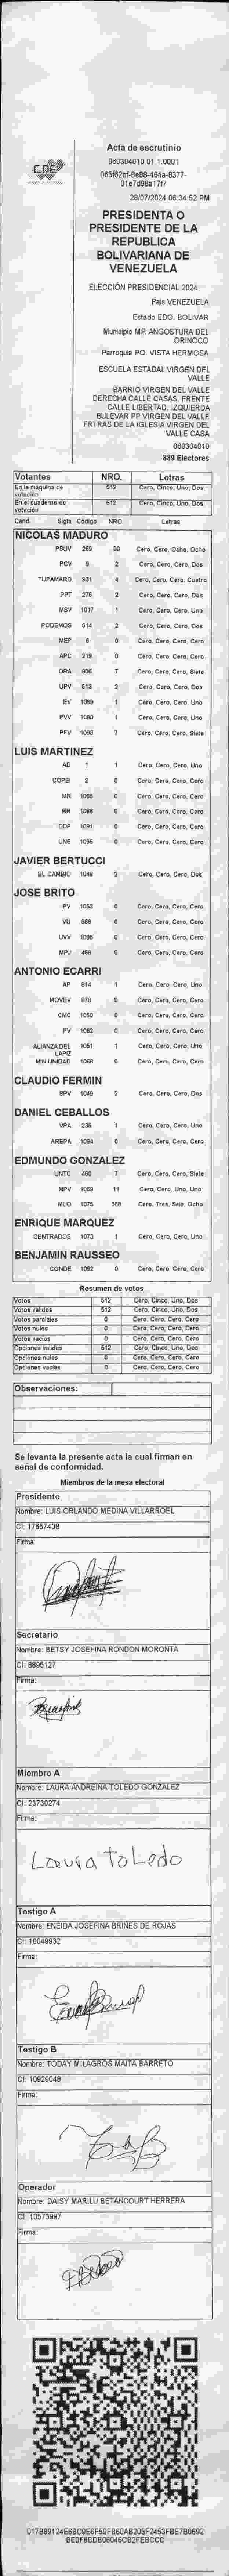 CDE
Acta de escrutinio
060304010 01 1 0001
28/07/2024 06:34:52 PM
PRESIDENTA O
PRESIDENTE DE LA
REPUBLICA
BOLIVARIANA DE
VENEZUELA
ELECCIÓN PRESIDENCIAL 2024
Pais VENEZUELA
Estado EDO. BOLIVAR
Municipio MP. ANGOSTURA DEL
ORINOCO
Parroquia PQ. VISTA HERMOSA
ESCUELA ESTADAL VIRGEN DEL
VALLE
BARRIO VIRGEN DEL VALLE
DERECHA CALLE CASAS. FRENTE
CALLE LIBERTAD. IZQUIERDA
BULEVAR PP VIRGEN DEL VALLE
FRTRAS DE LA IGLESIA VIRGEN DEL
VALLE CASA
060304010
889 Electores
Votantes NRO. Letras
En la máquina de votación 512 Cero, Cinco, Uno, Dos
En el cuaderno de votación 512 Cero, Cinco, Uno, Dos
Cand. Sigla Código NRO. Letras
NICOLAS MADURO
PSUV 269 88 Cero, Cero, Ocho, Ocho
PCV 9 2 Cero, Cero, Cero, Dos
TUPAMARO 931 4 Cero, Cero, Cero, Cuatro
PPT 275 2 Cero, Cero, Cero, Dos
MSV 1017 1 Cero, Cero, Cero, Uno
PODEMOS 514 2 Cero, Cero, Cero, Dos
MEP 6 0 Cero, Cero, Cero, Cero
APC 219 0 Cero, Cero, Cero, Cero
ORA 906 7 Cero, Cero, Cero, Siete
UPV 513 2 Cero, Cero, Cero, Dos
EV 1089 1 Cero, Cero, Cero, Uno
PVV 1090 1 Cero, Cero, Cero, Uno
PFV 1093 7 Cero, Cero, Cero, Siete
LUIS MARTINEZ
AD 1 1 Cero, Cero, Cero, Uno
COPEI 2 0 Cero, Cero, Cero, Cero
MR 1055 0 Cero, Cero, Cero, Cero
BR 1066 0 Cero, Cero, Cero, Cero
DDP 1091 0 Cero, Cero, Cero, Cero
UNE 1095 0 Cero, Cero, Cero, Cero
JAVIER BERTUCCI
EL CAMBIO 1048 2 Cero, Cero, Cero, Dos
JOSE BRITO
PV 1053 0 Cero, Cero, Cero, Cero
VU 868 0 Cero, Cero, Cero, Cero
UVV 1096 0 Cero, Cero, Cero, Cero
MPJ 458 0 Cero, Cero, Cero, Cero
ANTONIO ECARRI
AP 814 1 Cero, Cero, Cero, Uno
MOVEV 878 0 Cero, Cero, Cero, Cero
CMC 1050 0 Cero, Cero, Cero, Cero
FV 1062 0 Cero, Cero, Cero, Cero
ALIANZA DEL LAPIZ 1051 1 Cero, Cero, Cero, Uno
MIN UNIDAD 1068 0 Cero, Cero, Cero, Cero
CLAUDIO FERMIN
SPV 1049 2 Cero, Cero, Cero, Dos
DANIEL CEBALLOS
VPA 236 1 Cero, Cero, Cero, Uno
AREPA 1094 0 Cero, Cero, Cero, Cero
EDMUNDO GONZALEZ
UNTC 460 7 Cero, Cero, Cero, Siete
MPV 1069 11 Cero, Cero, Uno, Uno
MUD 1075 368 Cero, Tres, Seis, Ocho
ENRIQUE MARQUEZ
CENTRADOS 1073 1 Cero, Cero, Cero, Uno
BENJAMIN RAUSSEO
CONDE 1092 0 Cero, Cero, Cero, Cero
Resumen de votos
Votos 512 Cero, Cinco, Uno, Dos
Votos validos 512 Cero, Cinco, Uno, Dos
Votos parciales 0 Cero, Cero, Cero, Cero
Votos nulos 0 Cero, Cero, Cero, Cero
Votos vacios 0 Cero, Cero, Cero, Cero
Opciones validas 512 Cero, Cinco, Uno, Dos
Opciones nulas 0 Cero, Cero, Cero, Cero
Opciones vacias 0 Cero, Cero, Cero, Cero
Observaciones:
Se levanta la presente acta la cual firman en
señal de conformidad.
Miembros de la mesa electoral
Presidente
Nombre: LUIS ORLANDO MEDINA VILLARROEL
CI: 17657408
Firma:
Secretario
Nombre: BETSY JOSEFINA RONDON MORONTA
CI: 8895127
Firma:
Miembro A
Nombre: LAURA ANDREINA TOLEDO GONZALEZ
CI: 23730274
Firma:
Laura Toledo
Testigo A
Nombre: ENEIDA JOSEFINA BRINES DE ROJAS
CI: 10049932
Firma:
Testigo B
Nombre: TODAY MILAGROS MAITA BARRETO
CI: 10929048
Firma:
Operador
Nombre: DAISY MARILU BETANCOURT HERRERA
CI: 10573997
Firma: